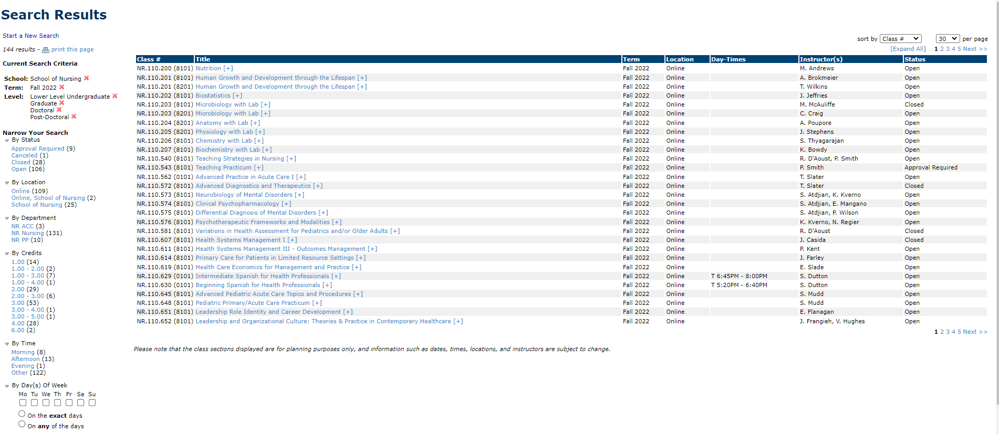 Search Results
Start a New Search
144 results - print this page
Current Search Criteria
School: School of Nursing
Term: Fall 2022
Level: Lower Level Undergraduate
Graduate
Doctoral
Post-Doctoral
Narrow Your Search
By Status
Approval Required (9)
Canceled (1)
Closed (28)
Open (106)
By Location
Online (109)
Online, School of Nursing (2)
School of Nursing (25)
By Department
NR ACC (3)
NR Nursing (131)
NR PP (10)
By Credits
1.00 (14)
1.00 - 2.00 (2)
1.00 - 3.00 (7)
1.00 - 4.00 (1)
2.00 (29)
2.00 - 3.00 (6)
3.00 (53)
3.00 - 4.00 (1)
3.00 - 5.00 (1)
4.00 (28)
6.00 (2)
By Time
Morning (8)
Afternoon (13)
Evening (1)
Other (122)
By Day(s) Of Week
Mo Tu We Th Fr Sa Su
On the exact days
On any of the days
sort by Class # 30 per page
[Expand All] 1 2 3 4 5 Next >>
Class # Title Term Location Day-Times Instructor(s) Status
NR.110.200 (8101) Nutrition [+] Fall 2022 Online M. Andrews Open
NR.110.201 (8101) Human Growth and Development through the Lifespan [+] Fall 2022 Online A. Brokmeier Open
NR.110.201 (8201) Human Growth and Development through the Lifespan [+] Fall 2022 Online T. Wilkins Open
NR.110.202 (8101) Biostatistics [+] Fall 2022 Online J. Jeffries Open
NR.110.203 (8101) Microbiology with Lab [+] Fall 2022 Online M. McAuliffe Closed
NR.110.203 (8201) Microbiology with Lab [+] Fall 2022 Online C. Craig Open
NR.110.204 (8201) Anatomy with Lab [+] Fall 2022 Online A. Poupore Open
NR.110.205 (8201) Physiology with Lab [+] Fall 2022 Online J. Stephens Open
NR.110.206 (8101) Chemistry with Lab [+] Fall 2022 Online S. Thyagarajan Open
NR.110.207 (8101) Biochemistry with Lab [+] Fall 2022 Online K. Bowdy Open
NR.110.540 (8101) Teaching Strategies in Nursing [+] Fall 2022 Online R. D'Aoust, P. Smith Open
NR.110.543 (8101) Teaching Practicum [+] Fall 2022 Online P. Smith Approval Required
NR.110.562 (0101) Advanced Practice in Acute Care I [+] Fall 2022 Online T. Slater Open
NR.110.572 (8101) Advanced Diagnostics and Therapeutics [+] Fall 2022 Online T. Slater Closed
NR.110.573 (8101) Neurobiology of Mental Disorders [+] Fall 2022 Online S. Atdjian, K. Kverno Open
NR.110.574 (8101) Clinical Psychopharmacology [+] Fall 2022 Online S. Atdjian, E. Mangano Open
NR.110.575 (8101) Differential Diagnosis of Mental Disorders [+] Fall 2022 Online S. Atdjian, P. Wilson Open
NR.110.576 (8101) Psychotherapeutic Frameworks and Modalities [+] Fall 2022 Online K. Kverno, N. Regier Open
NR.110.581 (8101) Variations in Health Assessment for Pediatrics and/or Older Adults [+] Fall 2022 Online R. D'Aoust Closed
NR.110.607 (8101) Health Systems Management I [+] Fall 2022 Online J. Casida Closed
NR.110.611 (8101) Health Systems Management III - Outcomes Management [+] Fall 2022 Online P. Kent Open
NR.110.614 (8101) Primary Care for Patients in Limited Resource Settings [+] Fall 2022 Online J. Farley Open
NR.110.619 (8101) Health Care Economics for Management and Practice [+] Fall 2022 Online E. Slade Open
NR.110.629 (0101) Intermediate Spanish for Health Professionals [+] Fall 2022 Online T 6:45PM - 8:00PM S. Dutton Open
NR.110.630 (0101) Beginning Spanish for Health Professionals [+] Fall 2022 Online T 5:20PM - 6:40PM S. Dutton Open
NR.110.645 (8101) Advanced Pediatric Acute Care Topics and Procedures [+] Fall 2022 Online S. Mudd Open
NR.110.648 (8101) Pediatric Primary/Acute Care Practicum [+] Fall 2022 Online S. Mudd Open
NR.110.651 (8101) Leadership Role Identity and Career Development [+] Fall 2022 Online E. Flanagan Open
NR.110.652 (8101) Leadership and Organizational Culture: Theories & Practice in Contemporary Healthcare [+] Fall 2022 Online J. Frangieh, V. Hughes Open
1 2 3 4 5 Next >>
Please note that the class sections displayed are for planning purposes only, and information such as dates, times, locations, and instructors are subject to change.